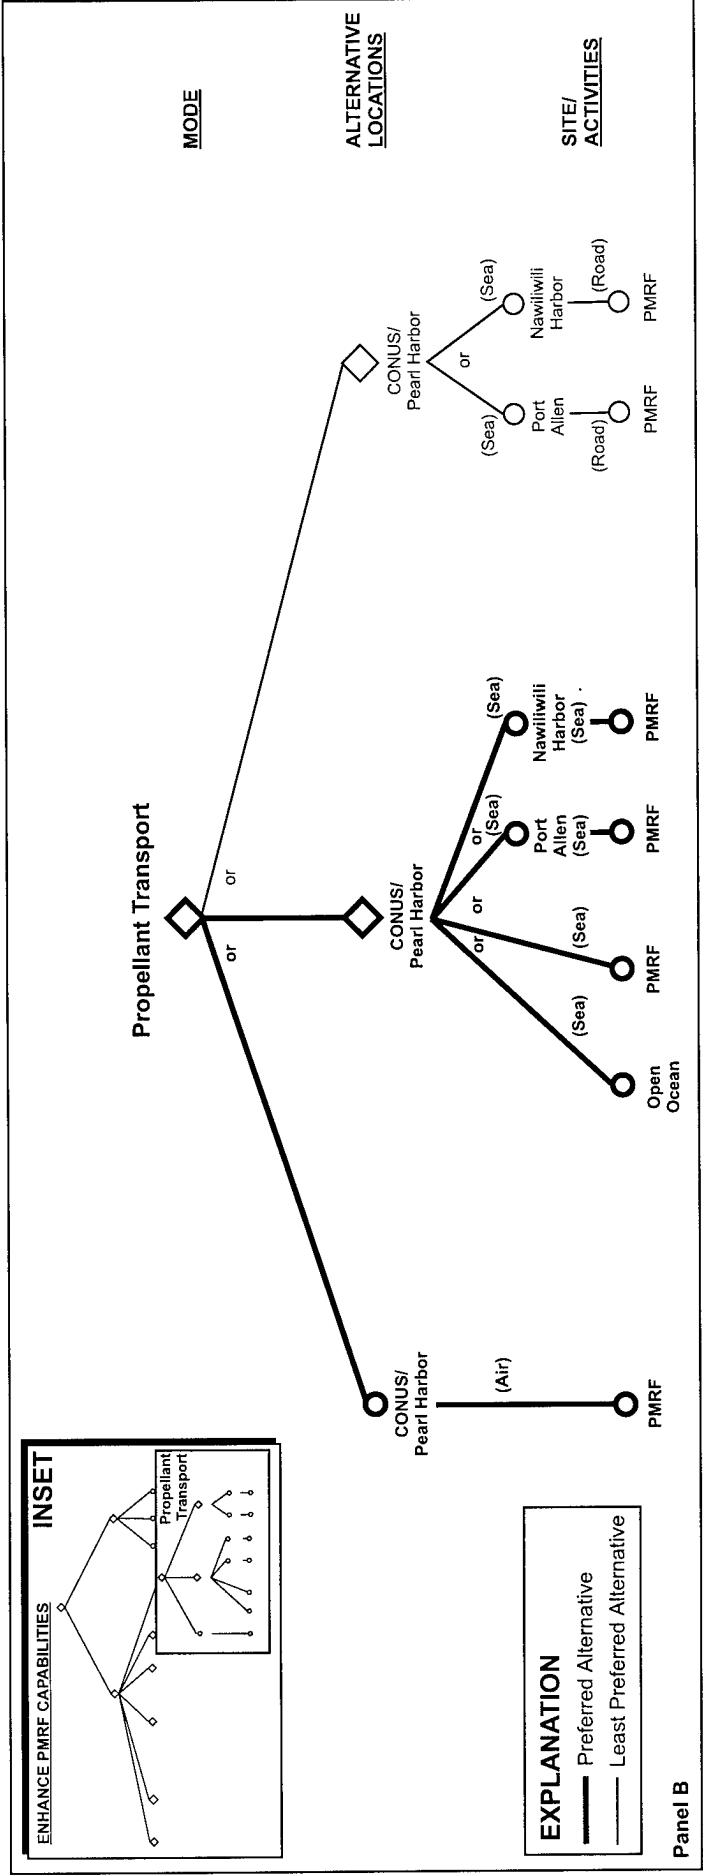 INSET
ENHANCE PMRF CAPABILITIES
Propellant
Transport
Propellant Transport
MODE
or
or
CONUS/
Pearl Harbor
CONUS/
Pearl Harbor
CONUS/
Pearl Harbor
ALTERNATIVE
LOCATIONS
(Air)
or
or
or
or
(Sea)
(Sea)
(Sea)
(Sea)
(Sea)
(Sea)
Port
Allen
(Sea)
Nawiliwili
Harbor
(Sea)
Port
Allen
Nawiliwili
Harbor
(Road)
(Road)
SITE/
ACTIVITIES
PMRF
Open
Ocean
PMRF
PMRF
PMRF
PMRF
PMRF
EXPLANATION
Preferred Alternative
Least Preferred Alternative
Panel B